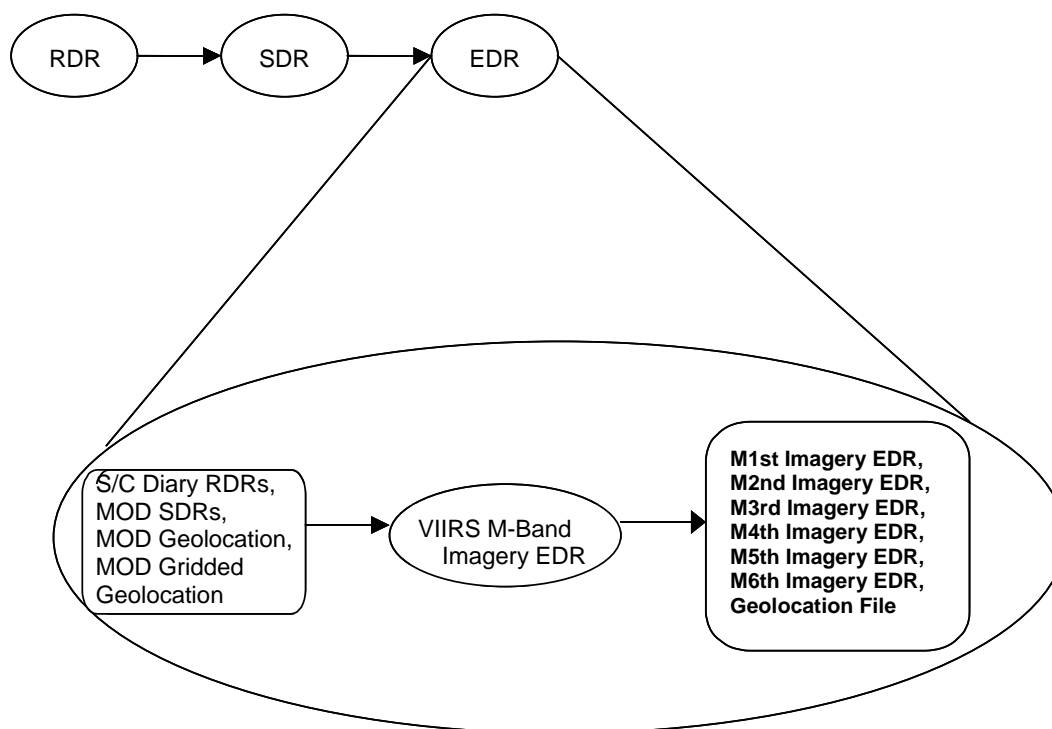 RDR
SDR
EDR
S/C Diary RDRs,
MOD SDRs,
MOD Geolocation,
MOD Gridded
Geolocation
VIIRS M-Band
Imagery EDR
M1st Imagery EDR,
M2nd Imagery EDR,
M3rd Imagery EDR,
M4th Imagery EDR,
M5th Imagery EDR,
M6th Imagery EDR,
Geolocation File